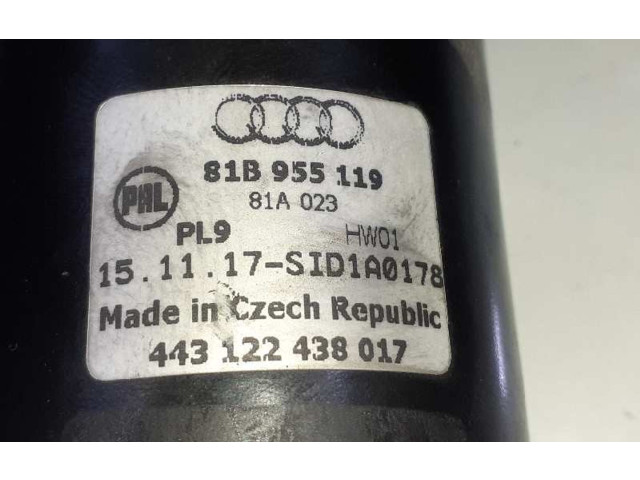 81B 955 119
81A 023
PAL
PL9 HW01
15.11.17-SID1A0178
Made in Czech Republic
443 122 438 017